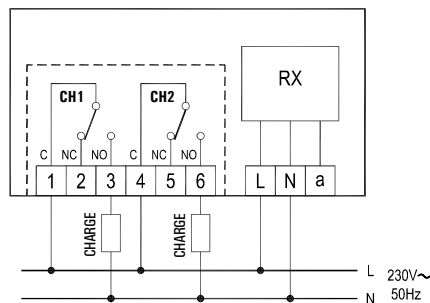 RX
CH1 CH2
C NC NO C NC NO
1 2 3 4 5 6 L N a
CHARGE CHARGE
L 230V~
N 50Hz